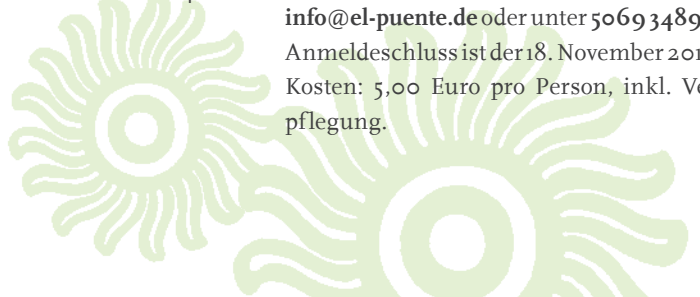 info@el-puente.de oder unter 5069 3489
Anmeldeschluss ist der 18. November 201
Kosten: 5,00 Euro pro Person, inkl. Ve
pflegung.